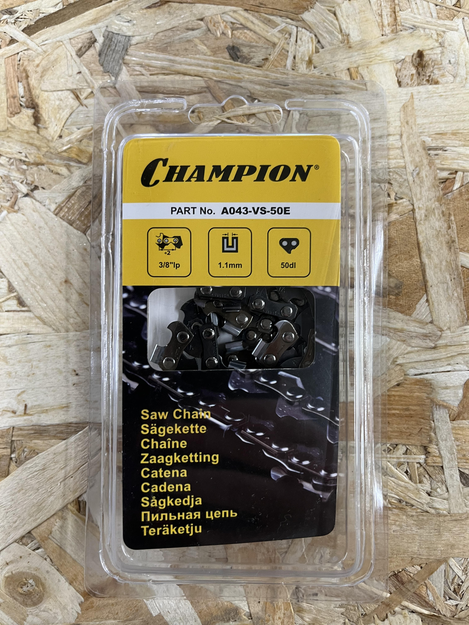 CHAMPION®
PART No. A043-VS-50E
÷2
3/8"lp 1.1mm 50dl
Saw Chain
Sägekette
Chaîne
Zaagketting
Catena
Cadena
Sågkedja
Пильная цепь
Teräketju